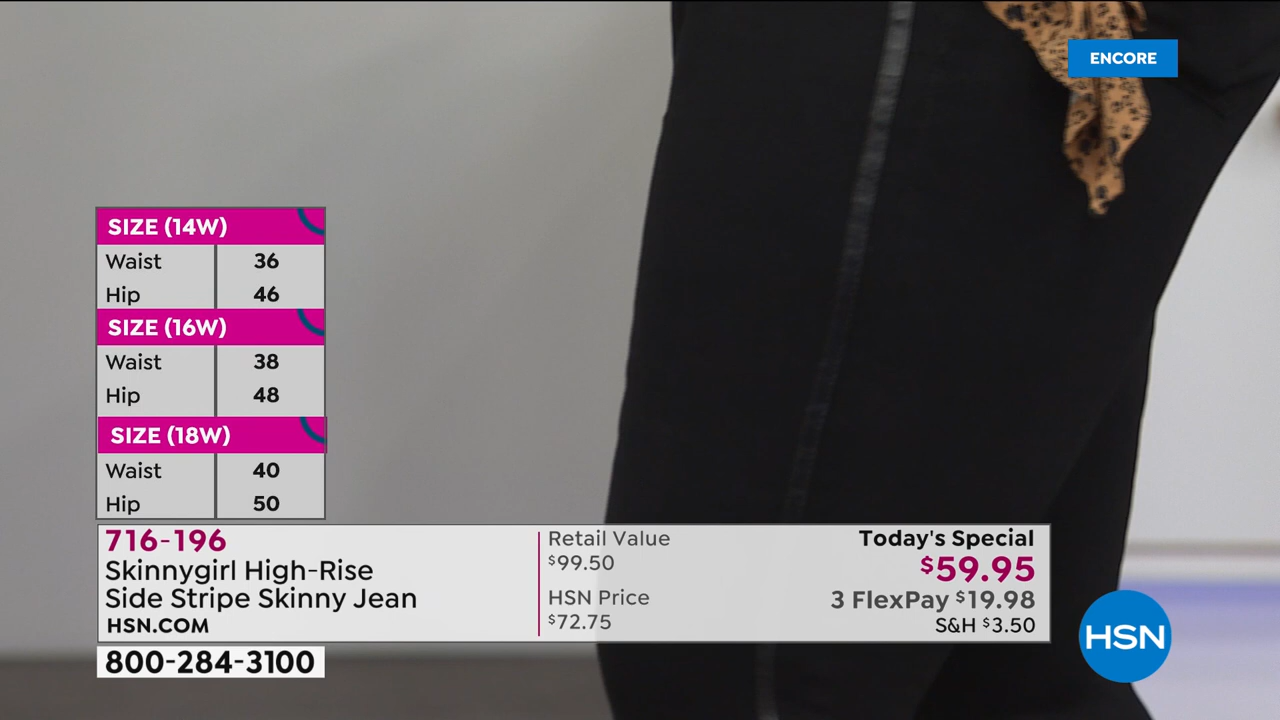 ENCORE
SIZE (14W)
Waist 36
Hip 46
SIZE (16W)
Waist 38
Hip 48
SIZE (18W)
Waist 40
Hip 50
716-196
Skinnygirl High-Rise
Side Stripe Skinny Jean
HSN.COM
Retail Value
$99.50
HSN Price
$72.75
Today's Special
$59.95
3 FlexPay $19.98
S&H $3.50
800-284-3100
HSN